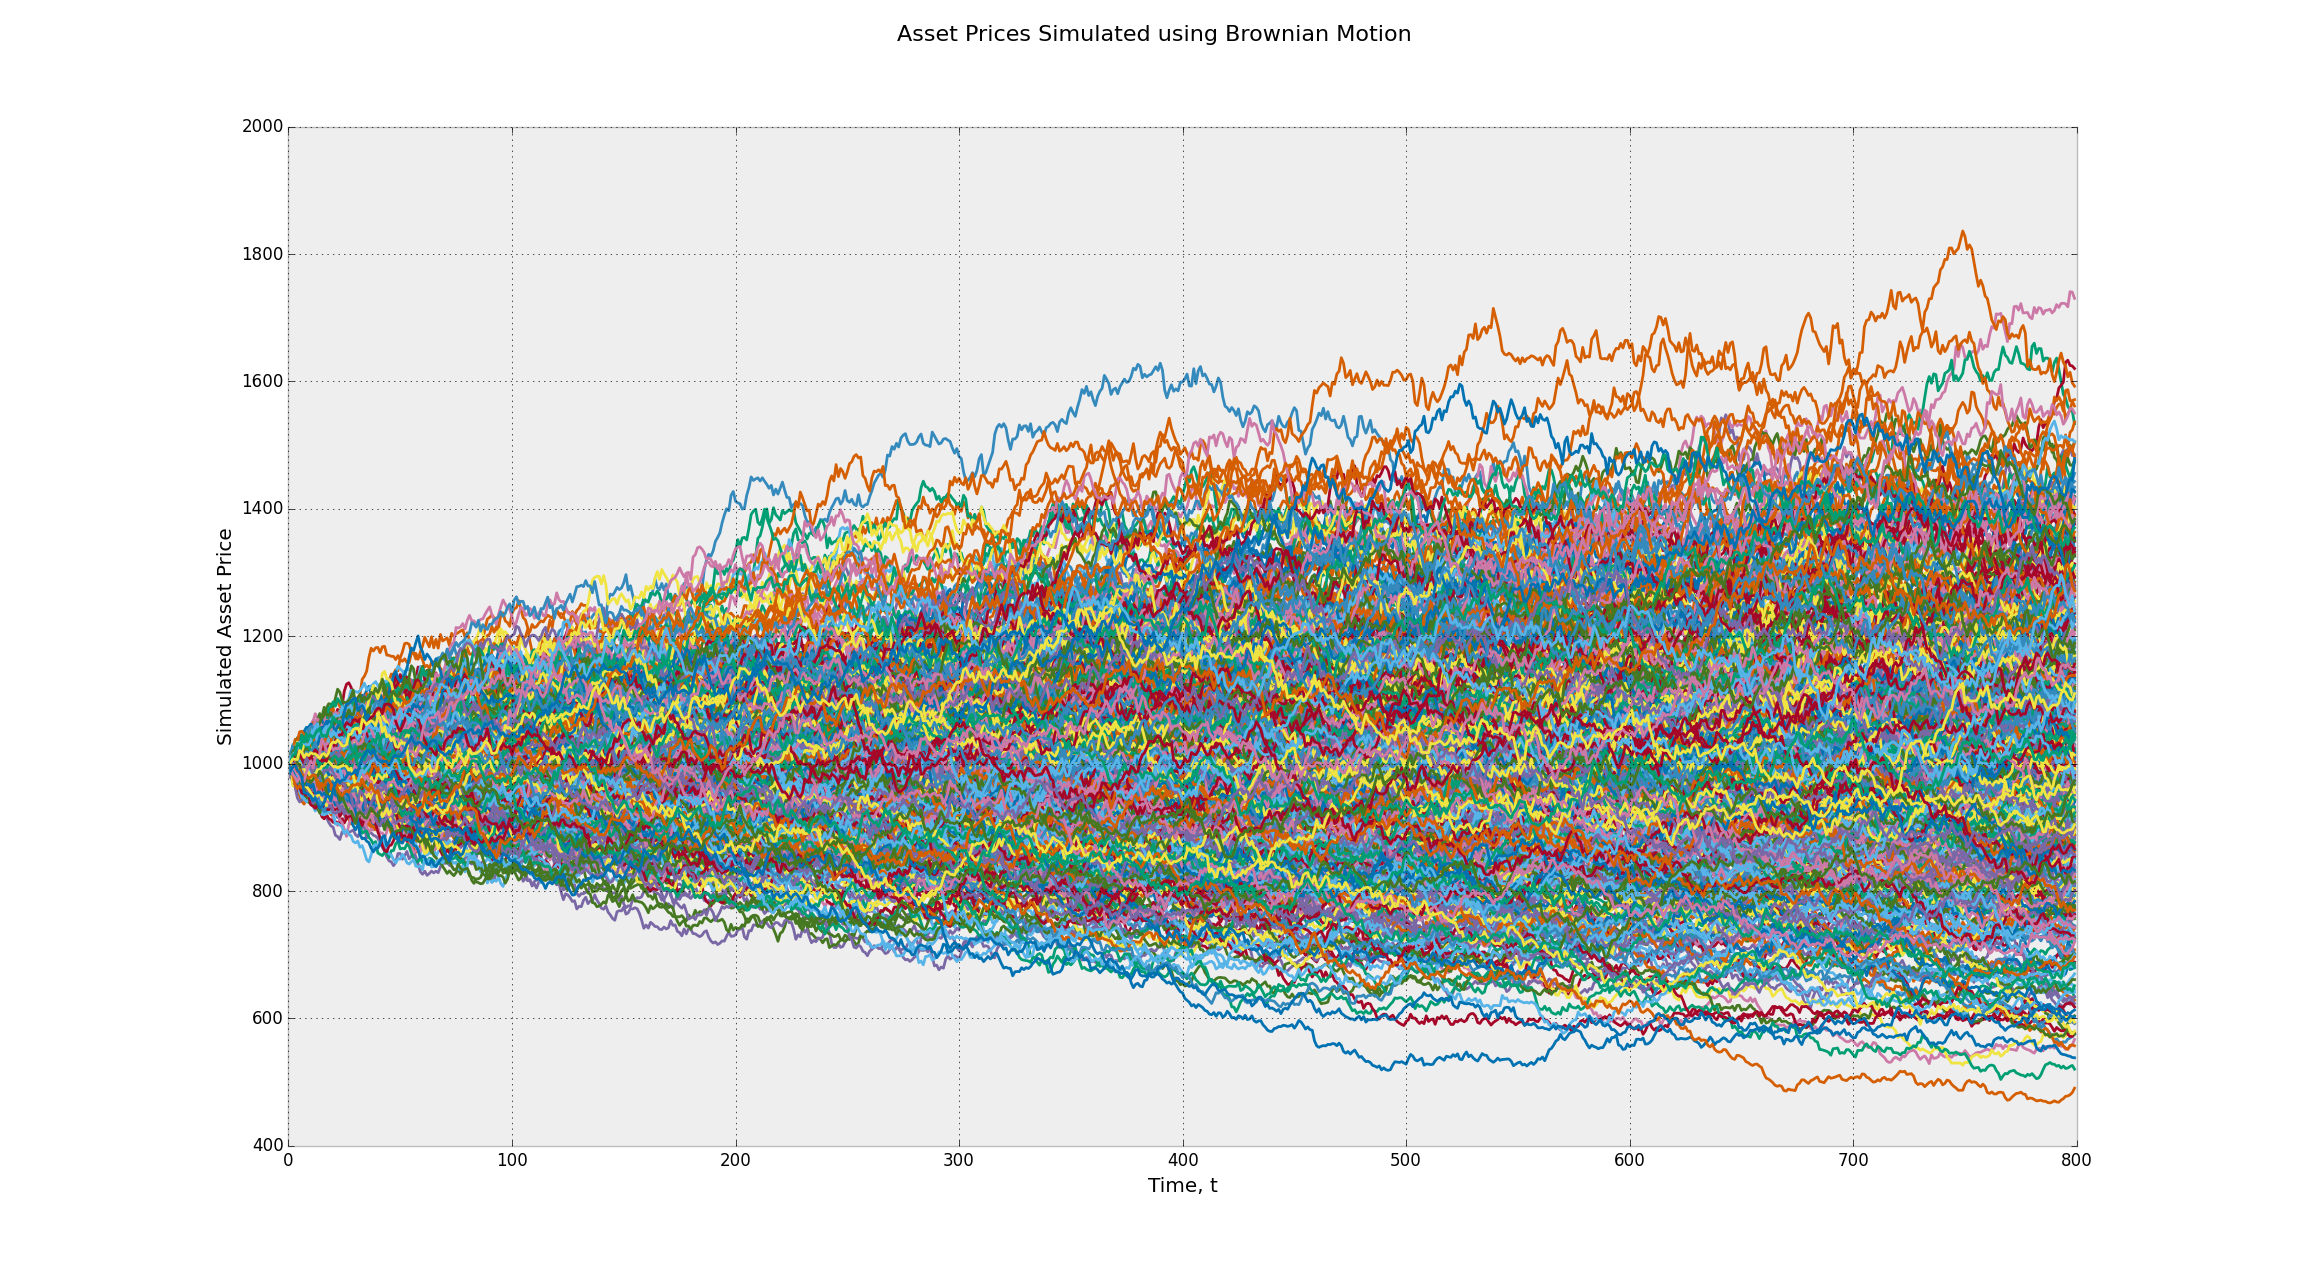 Asset Prices Simulated using Brownian Motion
2000
1800
1600
1400
1200
1000
800
600
400
Simulated Asset Price
0 100 200 300 400 500 600 700 800
Time, t